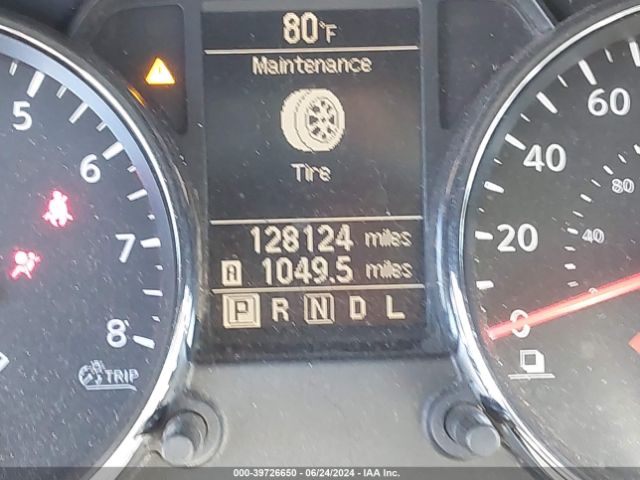 80°F
Maintenance
Tire
128124 miles
A 1049.5 miles
P R N D L
5
6
7
8
TRIP
60
40
20
0
80
40
000-39726650 / 06/24/2024 - IAA Inc.